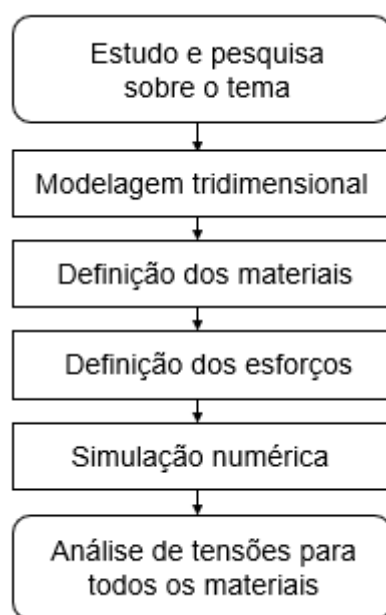 Estudo e pesquisa
sobre o tema
Modelagem tridimensional
Definição dos materiais
Definição dos esforços
Simulação numérica
Análise de tensões para
todos os materiais